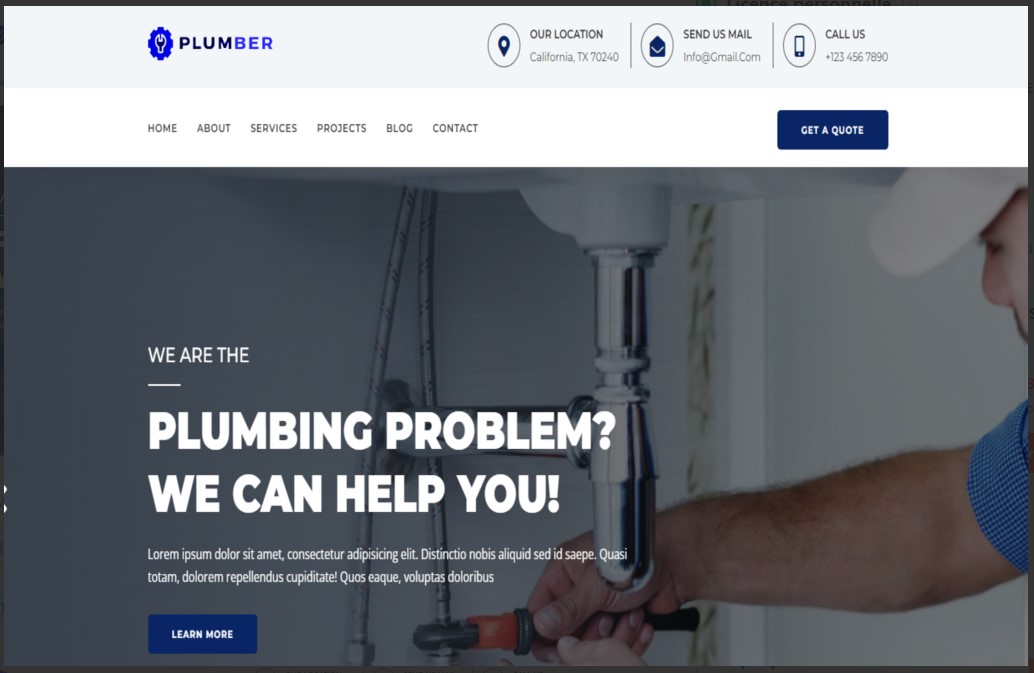 Licence personnelle
PLUMBER
OUR LOCATION
California, TX 70240
SEND US MAIL
Info@Gmail.Com
CALL US
+123 456 7890
HOME
ABOUT
SERVICES
PROJECTS
BLOG
CONTACT
GET A QUOTE
WE ARE THE
PLUMBING PROBLEM?
WE CAN HELP YOU!
Lorem ipsum dolor sit amet, consectetur adipisicing elit. Distinctio nobis aliquid sed id saepe. Quasi
totam, dolorem repellendus cupiditate! Quos eaque, voluptas doloribus
LEARN MORE